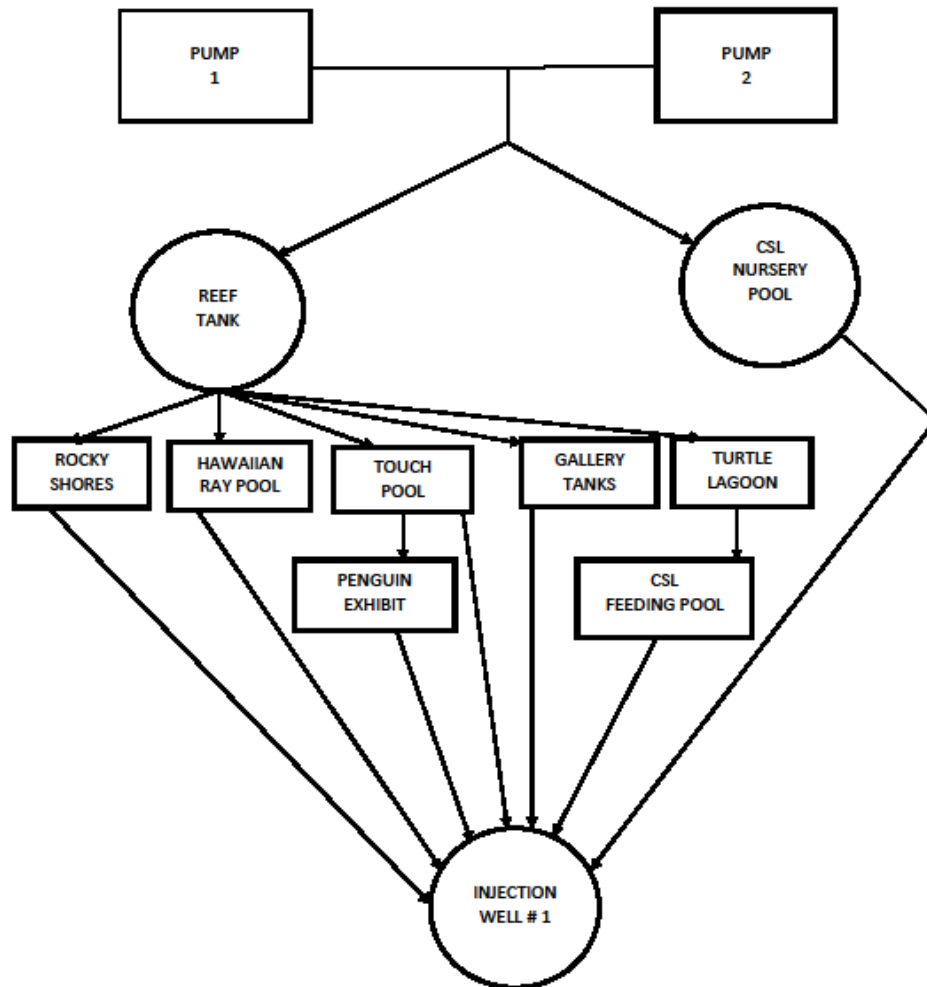 PUMP
1
PUMP
2
CSL
NURSERY
POOL
REEF
TANK
ROCKY
SHORES
HAWAIIAN
RAY POOL
TOUCH
POOL
GALLERY
TANKS
TURTLE
LAGOON
PENGUIN
EXHIBIT
CSL
FEEDING POOL
INJECTION
WELL # 1